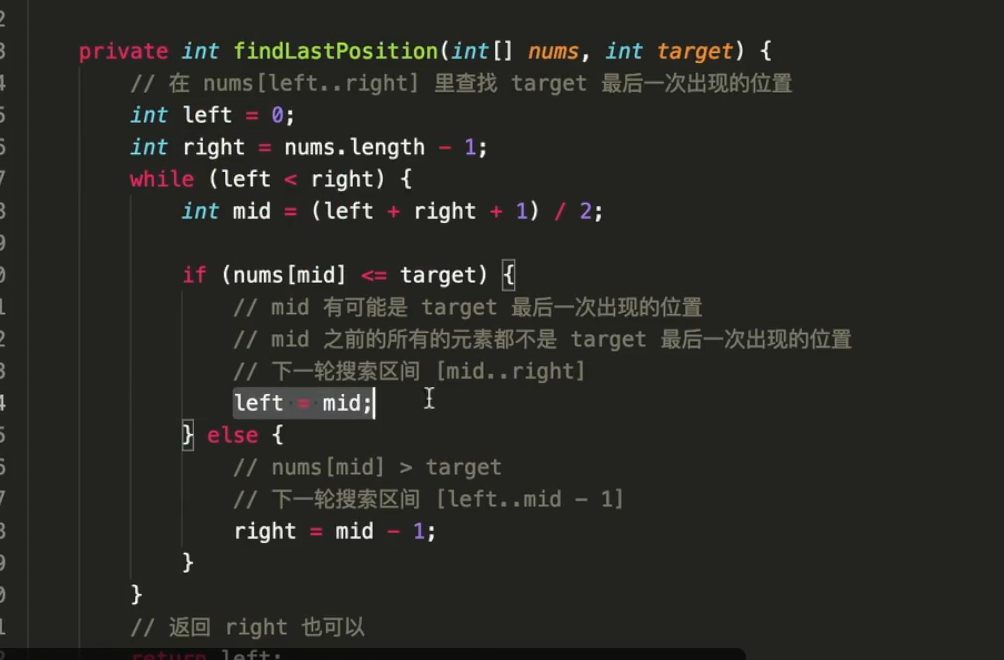 2
3 private int findLastPosition(int[] nums, int target) {
4 // 在 nums[left..right] 里查找 target 最后一次出现的位置
5 int left = 0;
6 int right = nums.length - 1;
7 while (left < right) {
8 int mid = (left + right + 1) / 2;
9
0 if (nums[mid] <= target) {
1 // mid 有可能是 target 最后一次出现的位置
2 // mid 之前的所有的元素都不是 target 最后一次出现的位置
3 // 下一轮搜索区间 [mid..right]
4 left = mid;
5 } else {
6 // nums[mid] > target
7 // 下一轮搜索区间 [left..mid - 1]
8 right = mid - 1;
9 }
0 }
1 // 返回 right 也可以
return left;